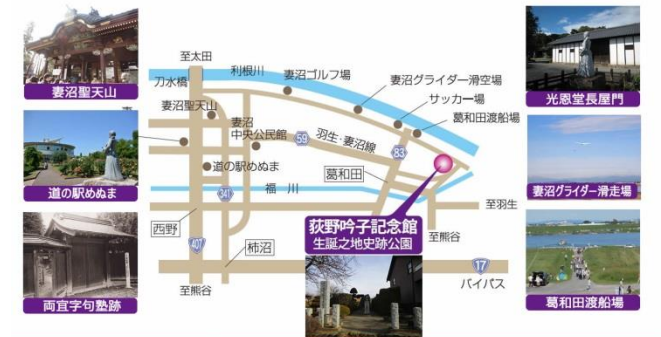 妻沼聖天山
道の駅めぬま
両宜字句塾跡
至太田
刀水橋
利根川
妻沼ゴルフ場
妻沼グライダー滑空場
サッカー場
葛和田渡船場
妻沼聖天山
妻沼
中央公民館
59
羽生・妻沼線
83
道の駅めぬま
341
福川
葛和田
西野
407
柿沼
至熊谷
荻野吟子記念館
生誕之地史跡公園
至羽生
至熊谷
17
バイパス
光恩堂長屋門
妻沼グライダー滑走場
葛和田渡船場